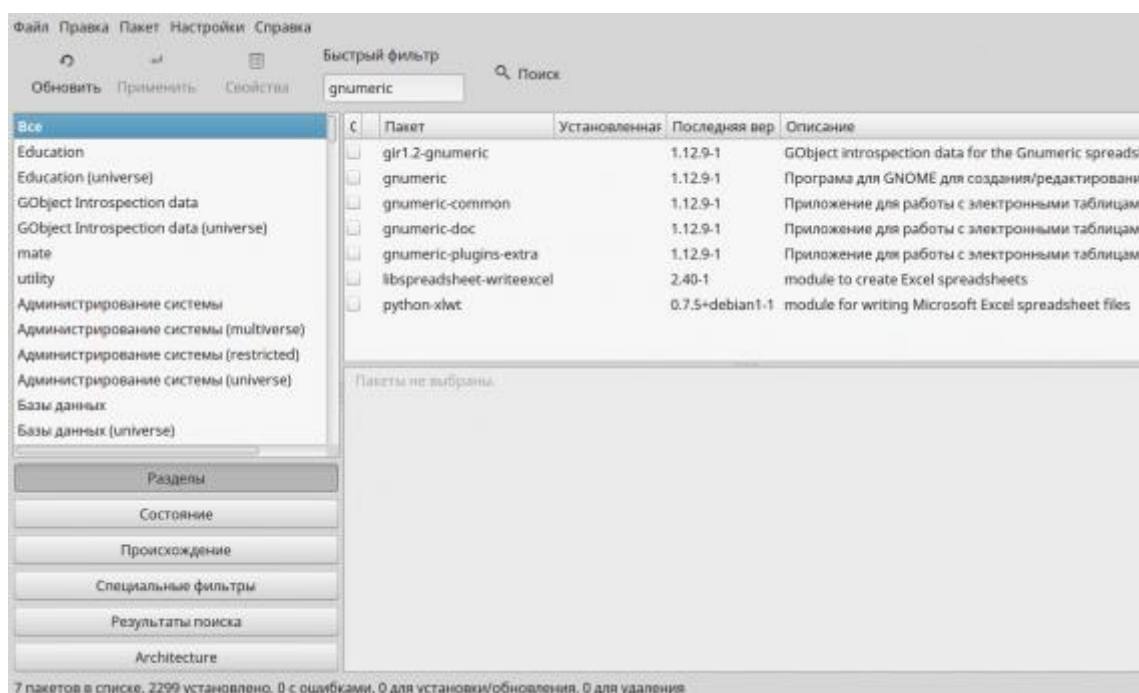 Файл Правка Пакет Настройки Справка
Обновить Применить Свойства
Быстрый фильтр
gnumeric
Поиск
Все
Education
Education (universe)
GObject Introspection data
GObject Introspection data (universe)
mate
utility
Администрирование системы
Администрирование системы (multiverse)
Администрирование системы (restricted)
Администрирование системы (universe)
Базы данных
Базы данных (universe)
Разделы
Состояние
Происхождение
Специальные фильтры
Результаты поиска
Architecture
С Пакет Установленная Последняя вер Описание
gir1.2-gnumeric 1.12.9-1 GObject introspection data for the Gnumeric spreads
gnumeric 1.12.9-1 Програма для GNOME для создания/редактировани
gnumeric-common 1.12.9-1 Приложение для работы с электронными таблицам
gnumeric-doc 1.12.9-1 Приложение для работы с электронными таблицам
gnumeric-plugins-extra 1.12.9-1 Приложение для работы с электронными таблицам
libspreadsheet-writeexcel 2.40-1 module to create Excel spreadsheets
python-xlwt 0.7.5+debian1-1 module for writing Microsoft Excel spreadsheet files
Пакеты не выбраны.
7 пакетов в списке, 2299 установлено, 0 с ошибками, 0 для установки/обновления, 0 для удаления